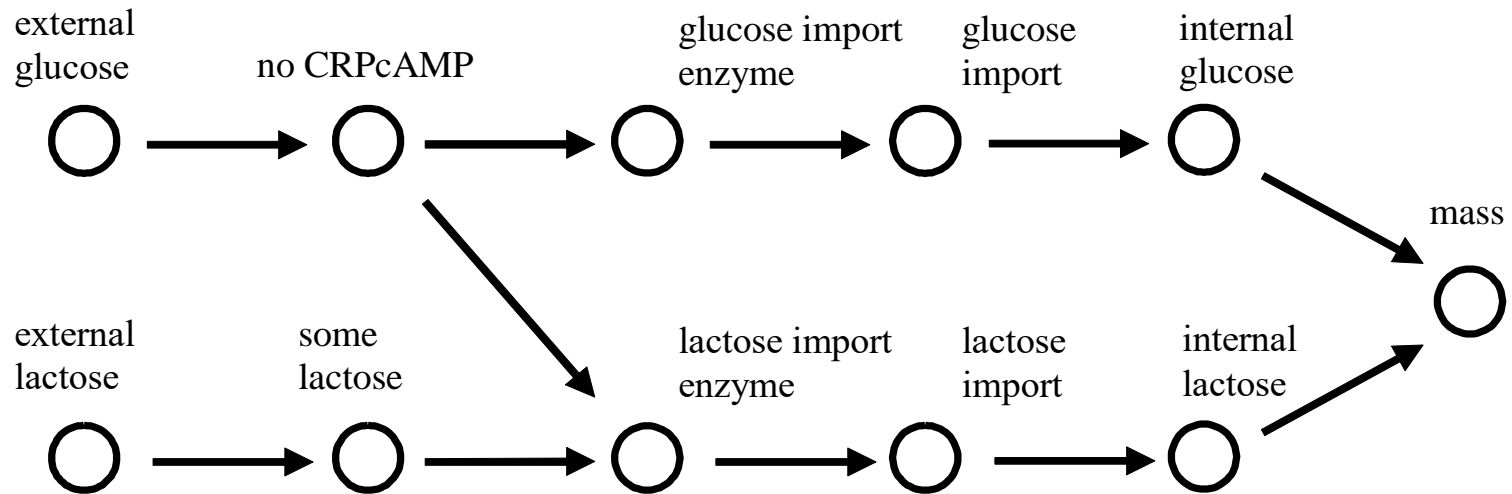 external
glucose
no CRPcAMP
glucose import
enzyme
glucose
import
internal
glucose
mass
external
lactose
some
lactose
lactose import
enzyme
lactose
import
internal
lactose